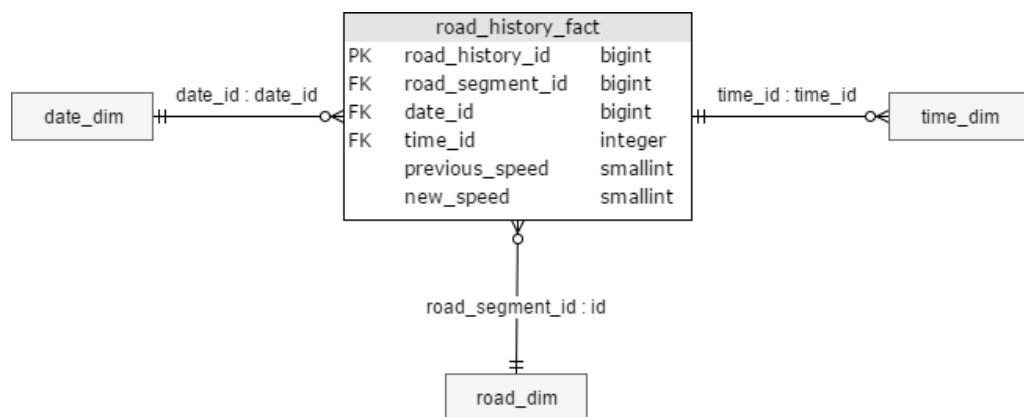 road_history_fact
PK road_history_id bigint
FK road_segment_id bigint
FK date_id bigint
FK time_id integer
previous_speed smallint
new_speed smallint
date_id : date_id
date_dim
time_id : time_id
time_dim
road_segment_id : id
road_dim